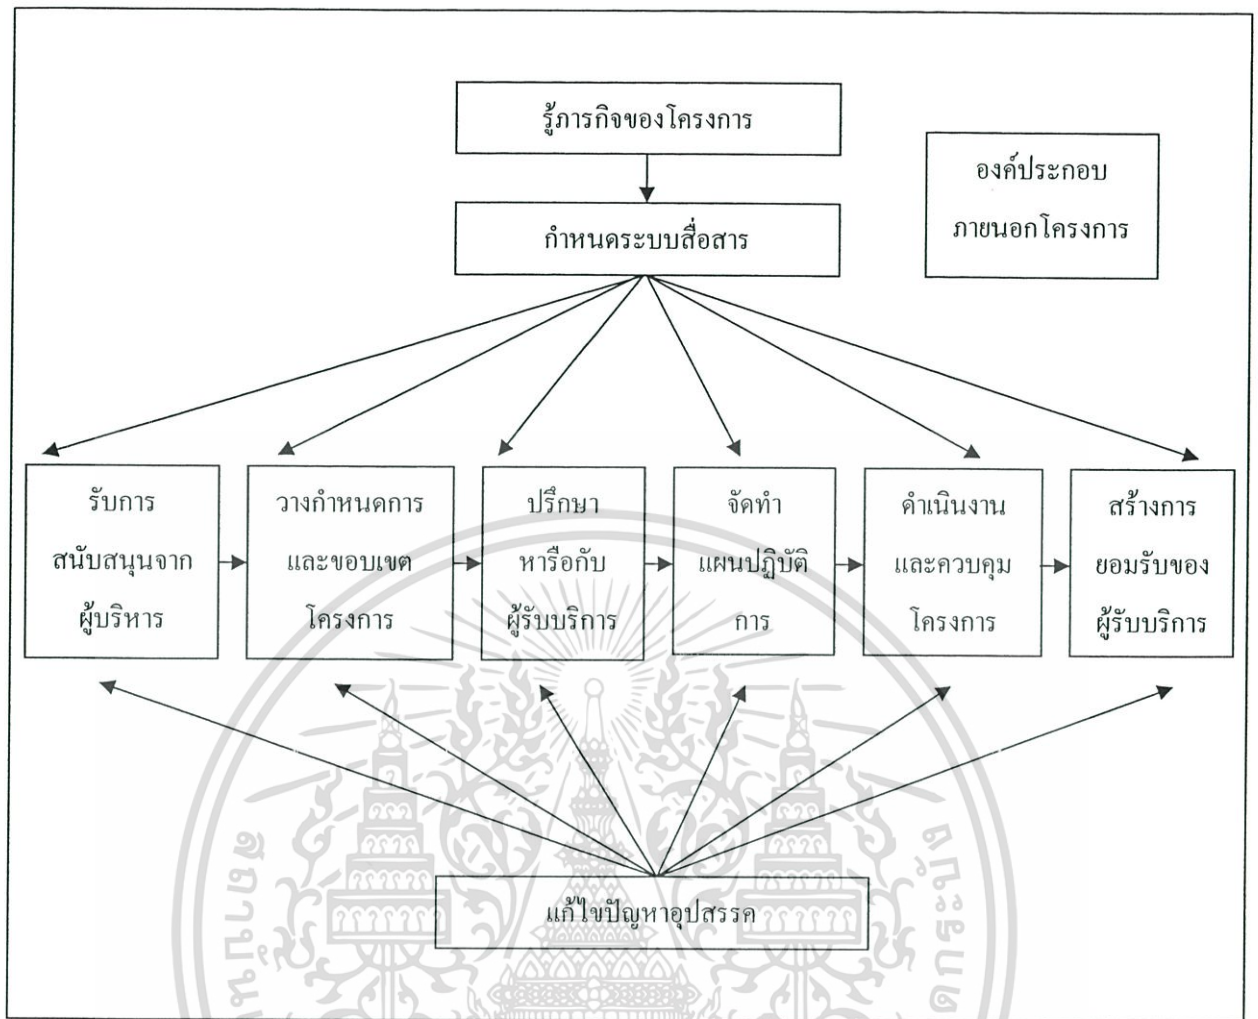 รู้ภารกิจของโครงการ
องค์ประกอบ
ภายนอกโครงการ
กำหนดระบบสื่อสาร
รับการ
สนับสนุนจาก
ผู้บริหาร
วางกำหนดการ
และขอบเขต
โครงการ
ปรึกษา
หารือกับ
ผู้รับบริการ
จัดทำ
แผนปฏิบัติ
การ
ดำเนินงาน
และควบคุม
โครงการ
สร้างการ
ยอมรับของ
ผู้รับบริการ
แก้ไขปัญหาอุปสรรค